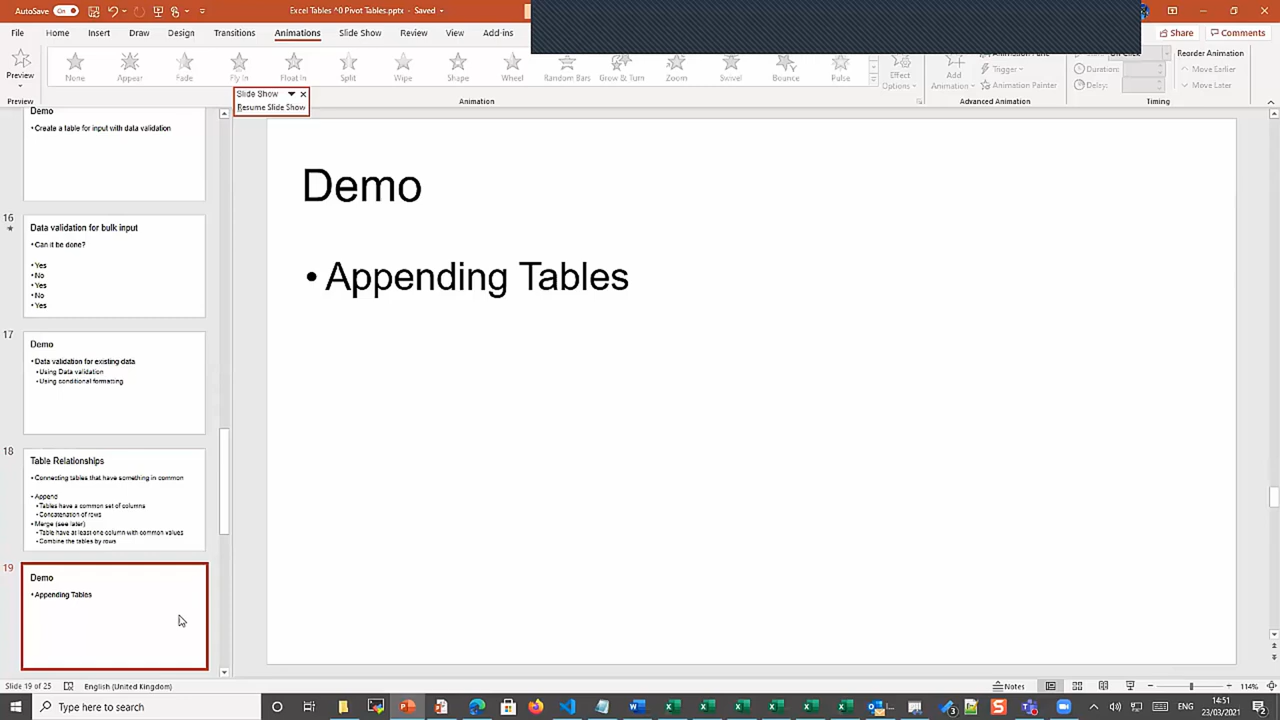 AutoSave On Excel Tables ^0 Pivot Tables.pptx - Saved
File Home Insert Draw Design Transitions Animations Slide Show Review View Add-ins Share Comments
Preview None Appear Fade Fly In Float In Split Wipe Shape Wheel Random Bars Grow & Turn Zoom Swivel Bounce Pulse Effect Options Add Animation
Trigger
Animation Painter
Duration:
Delay:
Reorder Animation
Move Earlier
Move Later
Preview Animation Advanced Animation Timing
Slide Show
Resume Slide Show
Demo
• Create a table for input with data validation
16
Data validation for bulk input
• Can it be done?
• Yes
• No
• Yes
• No
• Yes
17
Demo
• Data validation for existing data
• Using Data validation
• Using conditional formatting
18
Table Relationships
• Connecting tables that have something in common
• Append
• Tables have a common set of columns
• Concatenation of rows
• Merge (see later)
• Table have at least one column with common values
• Combine the tables by rows
19
Demo
• Appending Tables
Demo
• Appending Tables
Slide 19 of 25 English (United Kingdom) Notes 114%
Type here to search
ENG
14:51
23/03/2021